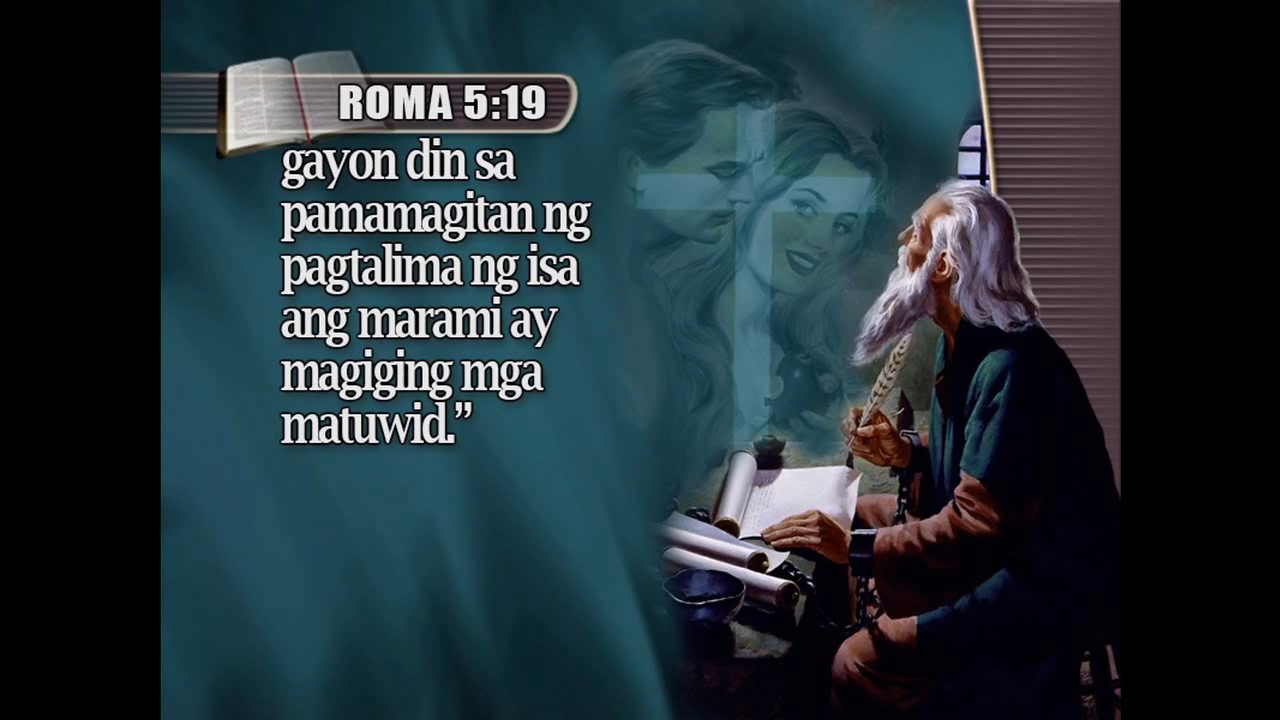 ROMA 5:19
gayon din sa
pamamagitan ng
pagtalima ng isa
ang marami ay
magiging mga
matuwid.”